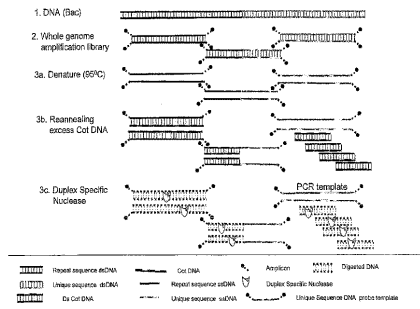 1. DNA (Bac)
2. Whole genome
amplification library
3a. Denature (95ºC)
3b. Reannealing
excess Cot DNA
3c. Duplex Specific
Nuclease
PCR template
Repeat sequence dsDNA
Cot DNA
Amplicon
Digested DNA
Unique sequence dsDNA
Repeat sequence ssDNA
Duplex Specific Nuclease
Ds Cot DNA
Unique sequence ssDNA
Unique Sequence DNA probe template